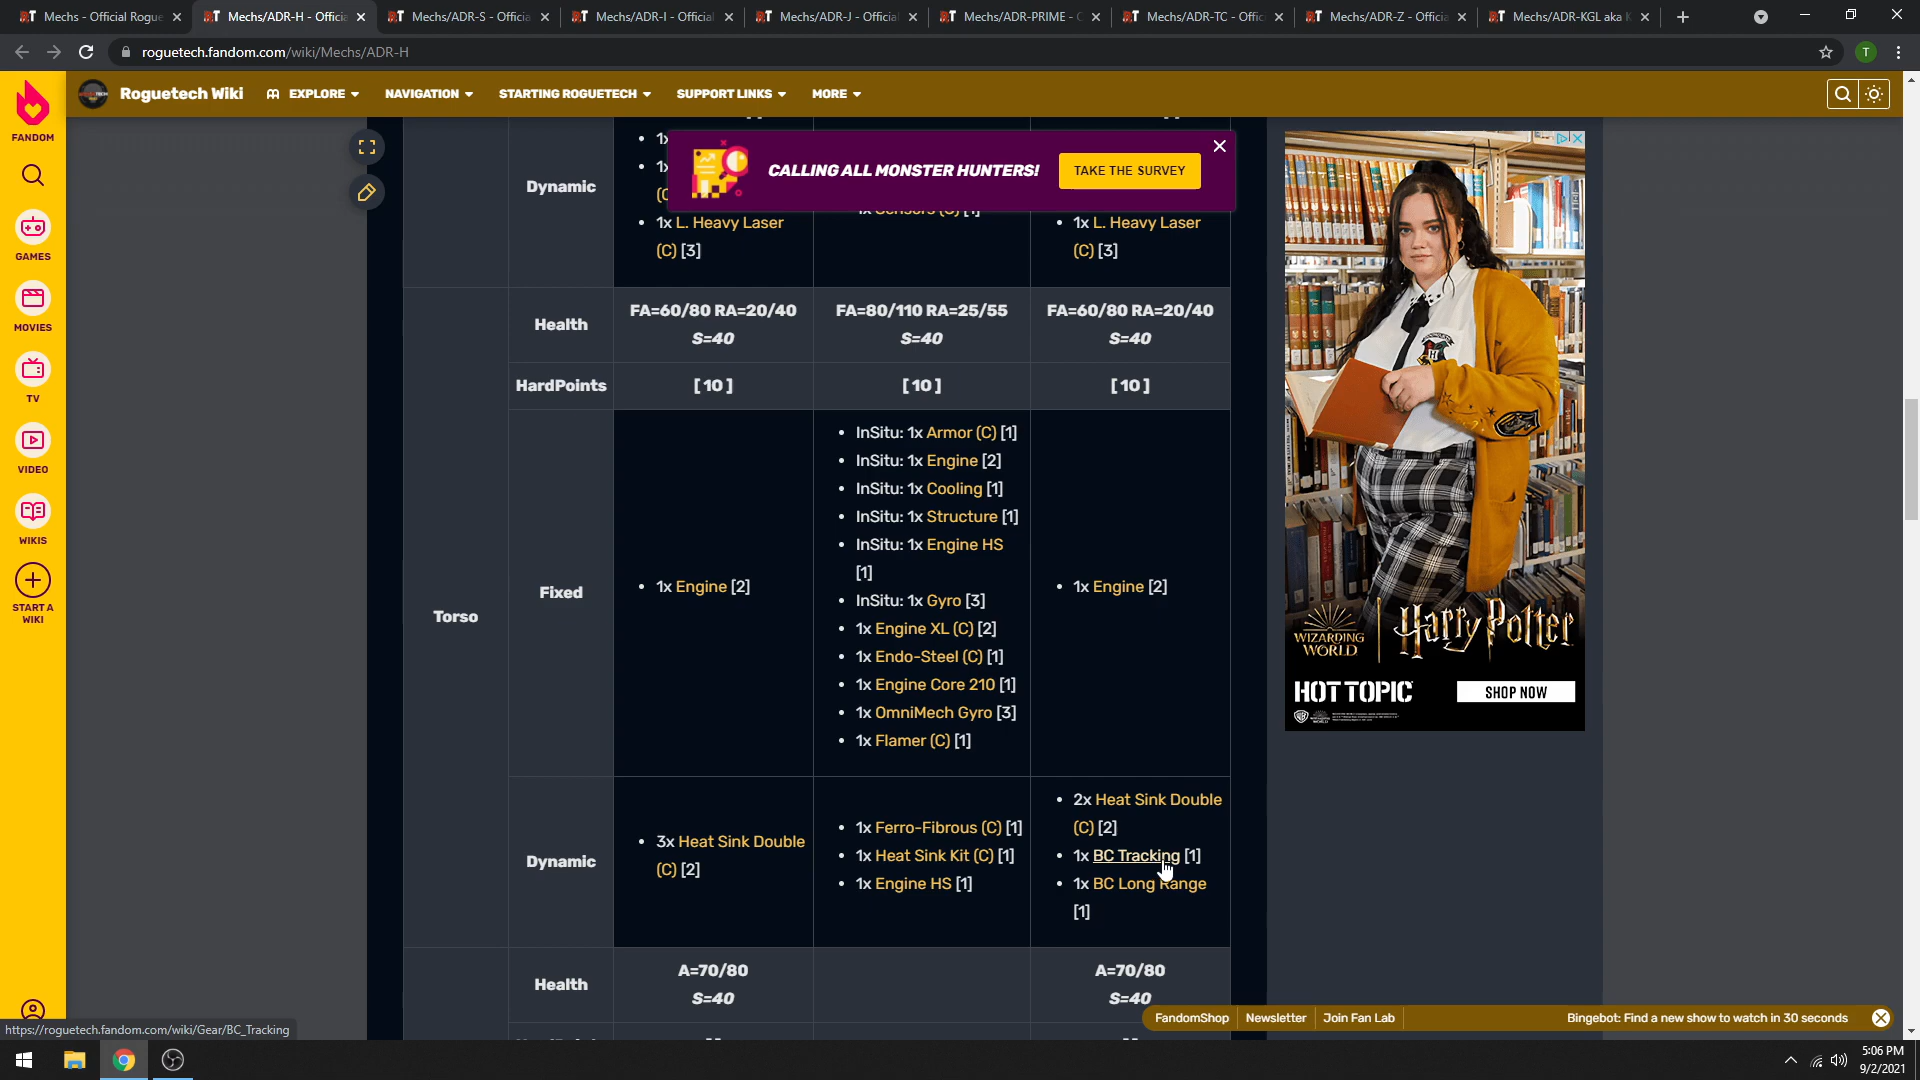 Mechs - Official Rogue
Mechs/ADR-H - Officia
Mechs/ADR-S - Officia
Mechs/ADR-I - Official
Mechs/ADR-J - Official
Mechs/ADR-PRIME - O
Mechs/ADR-TC - Offic
Mechs/ADR-Z - Officia
Mechs/ADR-KGL aka
roguetech.fandom.com/wiki/Mechs/ADR-H
T
Roguetech Wiki
EXPLORE
NAVIGATION
STARTING ROGUETECH
SUPPORT LINKS
MORE
FANDOM
GAMES
MOVIES
TV
VIDEO
WIKIS
START A
WIKI
CALLING ALL MONSTER HUNTERS!
TAKE THE SURVEY
Dynamic
1x L. Heavy Laser
(C) [3]
1x L. Heavy Laser
(C) [3]
Torso
Health
FA=60/80 RA=20/40
S=40
FA=80/110 RA=25/55
S=40
FA=60/80 RA=20/40
S=40
HardPoints
[ 10 ]
[ 10 ]
[ 10 ]
Fixed
• 1x Engine [2]
• InSitu: 1x Armor (C) [1]
• InSitu: 1x Engine [2]
• InSitu: 1x Cooling [1]
• InSitu: 1x Structure [1]
• InSitu: 1x Engine HS
[1]
• InSitu: 1x Gyro [3]
• 1x Engine XL (C) [2]
• 1x Endo-Steel (C) [1]
• 1x Engine Core 210 [1]
• 1x OmniMech Gyro [3]
• 1x Flamer (C) [1]
• 1x Engine [2]
Dynamic
• 3x Heat Sink Double
(C) [2]
• 1x Ferro-Fibrous (C) [1]
• 1x Heat Sink Kit (C) [1]
• 1x Engine HS [1]
• 2x Heat Sink Double
(C) [2]
• 1x BC Tracking [1]
• 1x BC Long Range
[1]
Health
A=70/80
S=40
A=70/80
S=40
WIZARDING
WORLD
Harry Potter
HOT TOPIC
SHOP NOW
FandomShop
Newsletter
Join Fan Lab
Bingebot: Find a new show to watch in 30 seconds
https://roguetech.fandom.com/wiki/Gear/BC_Tracking
5:06 PM
9/2/2021